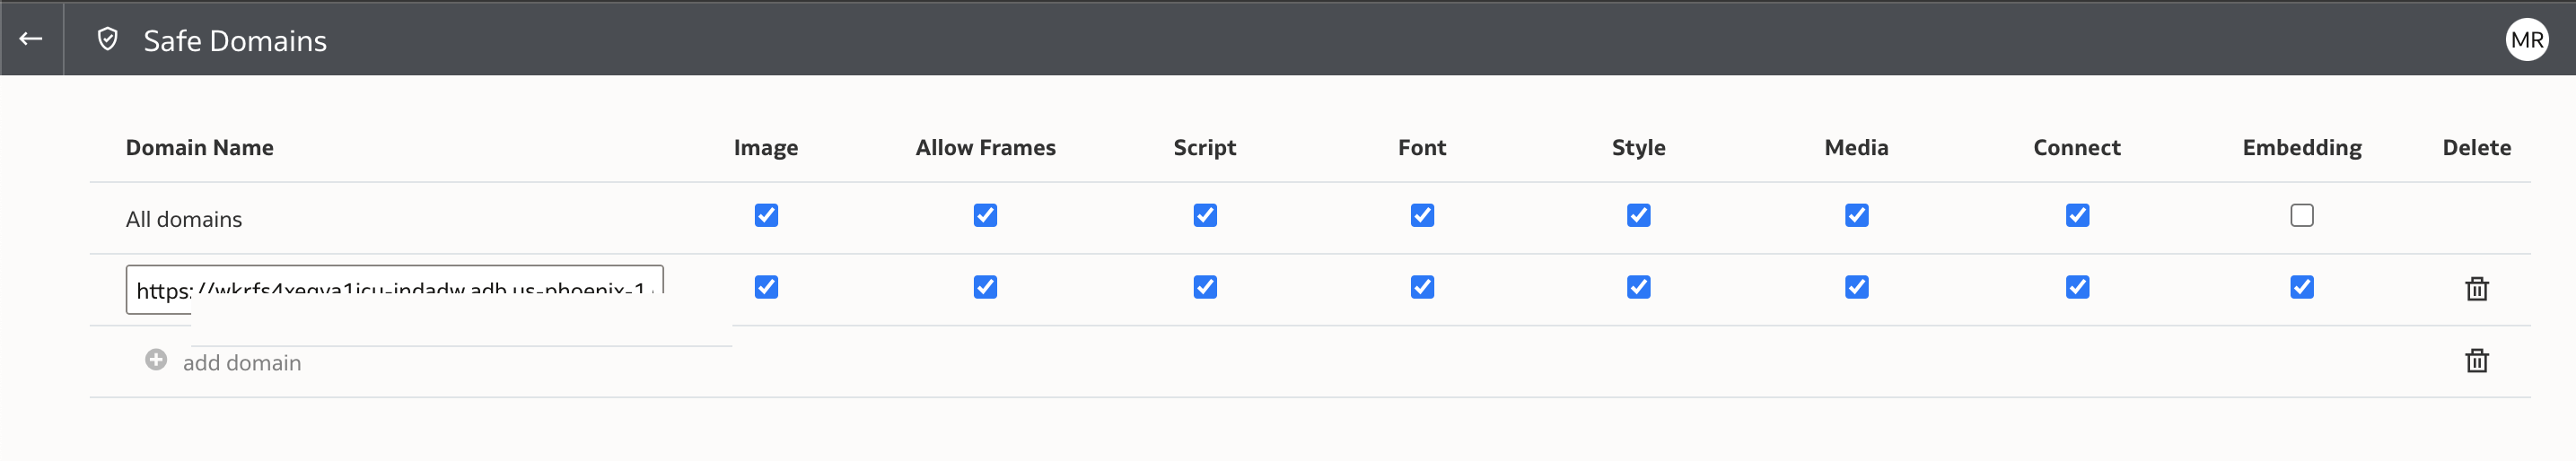 Safe Domains
MR
Domain Name Image Allow Frames Script Font Style Media Connect Embedding Delete
All domains
https://
add domain